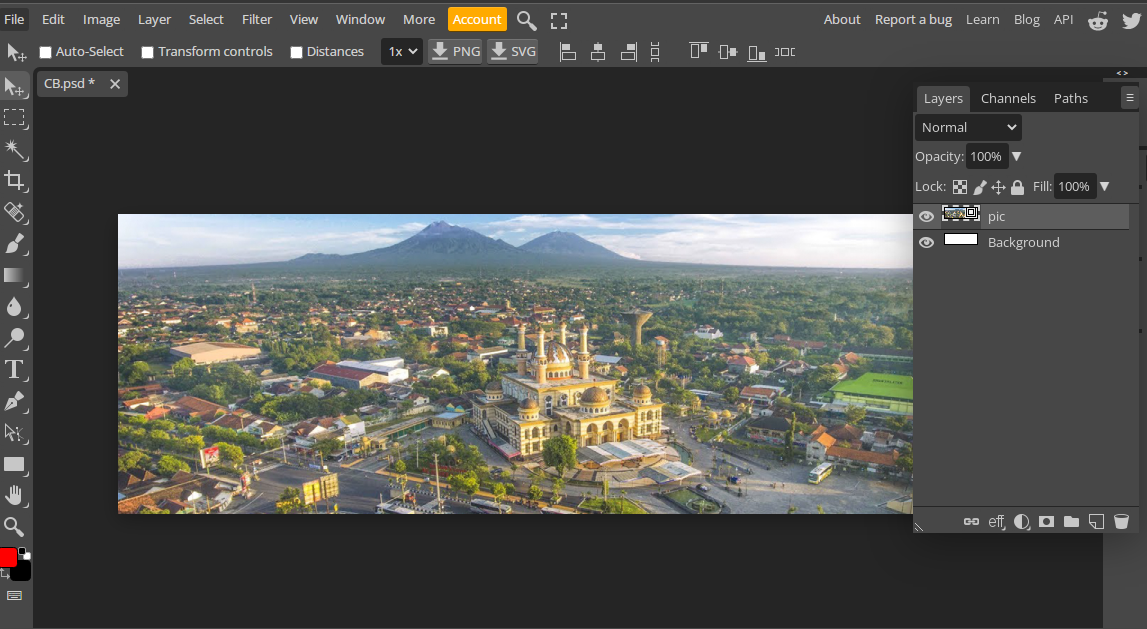 File Edit Image Layer Select Filter View Window More Account About Report a bug Learn Blog API
Auto-Select Transform controls Distances 1x PNG SVG
CB.psd *
< >
Layers Channels Paths
Normal
Opacity: 100%
Lock: Fill: 100%
pic
Background
T
eff